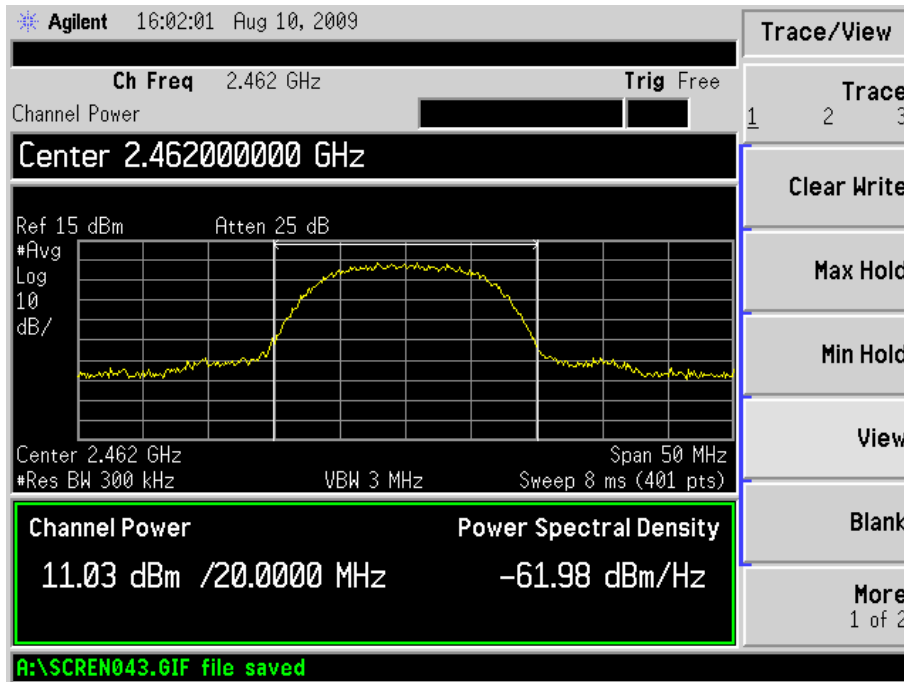 Agilent 16:02:01 Aug 10, 2009
Trace/View
Ch Freq 2.462 GHz Trig Free
Channel Power
Trace
1 2 3
Center 2.462000000 GHz
Clear Write
Ref 15 dBm Atten 25 dB
#Avg
Log
10
dB/
Max Hold
Min Hold
Center 2.462 GHz Span 50 MHz
#Res BW 300 kHz VBW 3 MHz Sweep 8 ms (401 pts)
View
Channel Power Power Spectral Density
11.03 dBm /20.0000 MHz -61.98 dBm/Hz
Blank
More
1 of 2
A:\SCREN043.GIF file saved